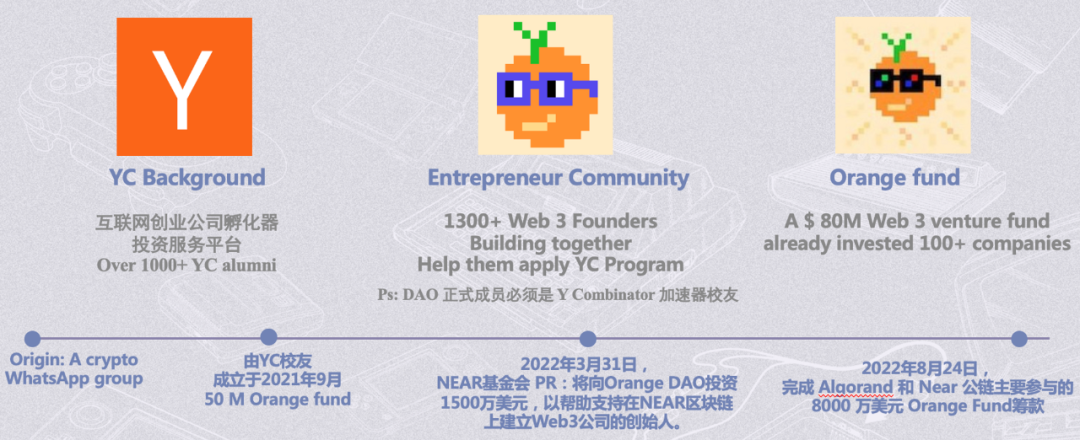 Y
YC Background
互联网创业公司孵化器
投资服务平台
Over 1000+ YC alumni
Entrepreneur Community
1300+ Web 3 Founders
Building together
Help them apply YC Program
Ps: DAO 正式成员必须是 Y Combinator 加速器校友
Orange fund
A $ 80M Web 3 venture fund
already invested 100+ companies
Origin: A crypto
WhatsApp group
由YC校友
成立于2021年9月
50 M Orange fund
2022年3月31日，
NEAR基金会 PR：将向Orange DAO投资
1500万美元，以帮助支持在NEAR区块链
上建立Web3公司的创始人。
2022年8月24日，
完成 Algorand 和 Near 公链主要参与的
8000 万美元 Orange Fund筹款